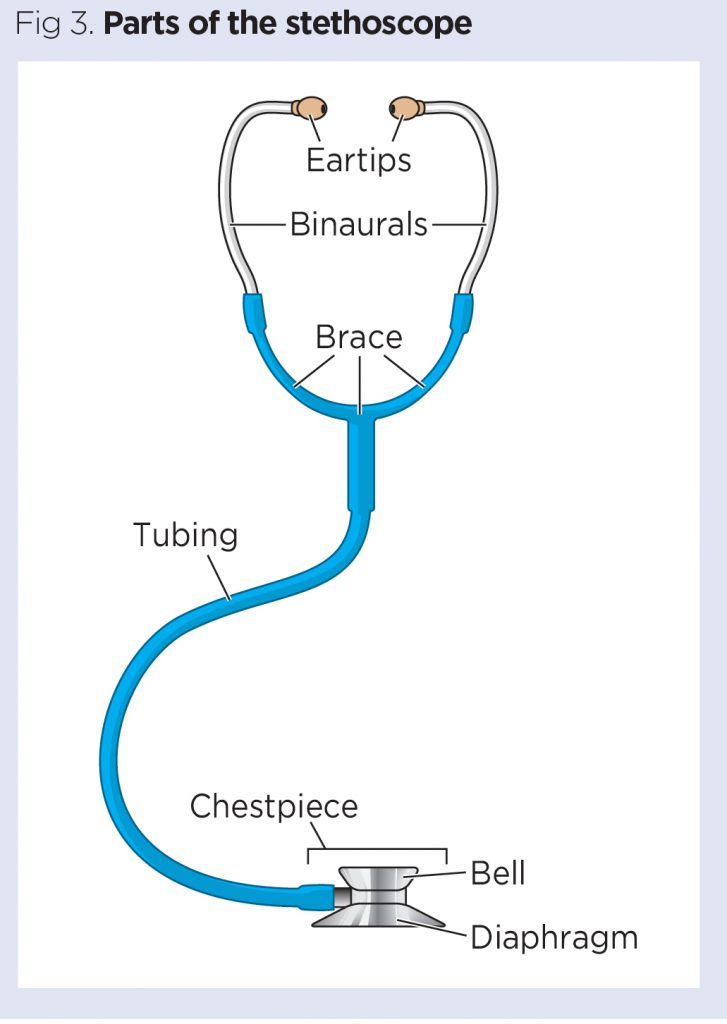 Fig 3. Parts of the stethoscope
Eartips
Binaurals
Brace
Tubing
Chestpiece
Bell
Diaphragm